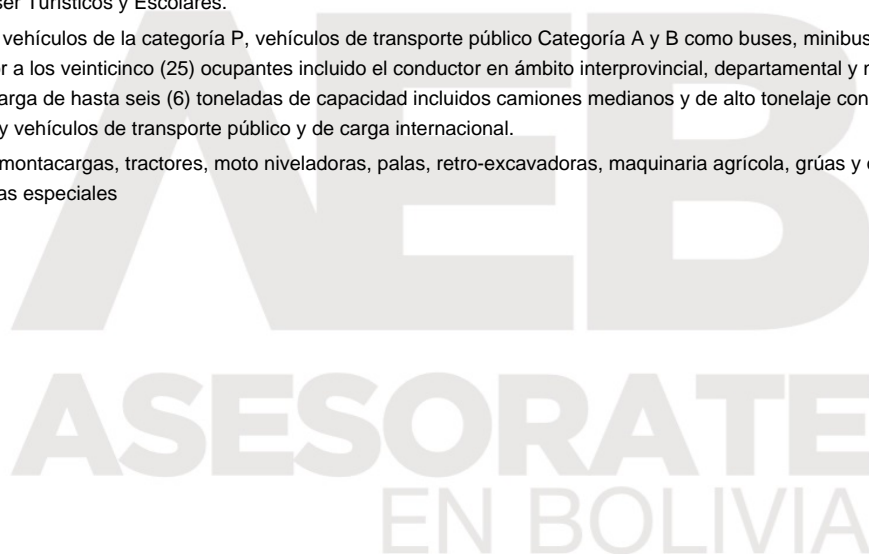 ser Turísticos y Escolares.
vehículos de la categoría P, vehículos de transporte público Categoría A y B como buses, minibus
r a los veinticinco (25) ocupantes incluido el conductor en ámbito interprovincial, departamental y
arga de hasta seis (6) toneladas de capacidad incluidos camiones medianos y de alto tonelaje con
y vehículos de transporte público y de carga internacional.
montacargas, tractores, moto niveladoras, palas, retro-excavadoras, maquinaria agrícola, grúas y
as especiales
AEB
ASESORATE
EN BOLIVIA